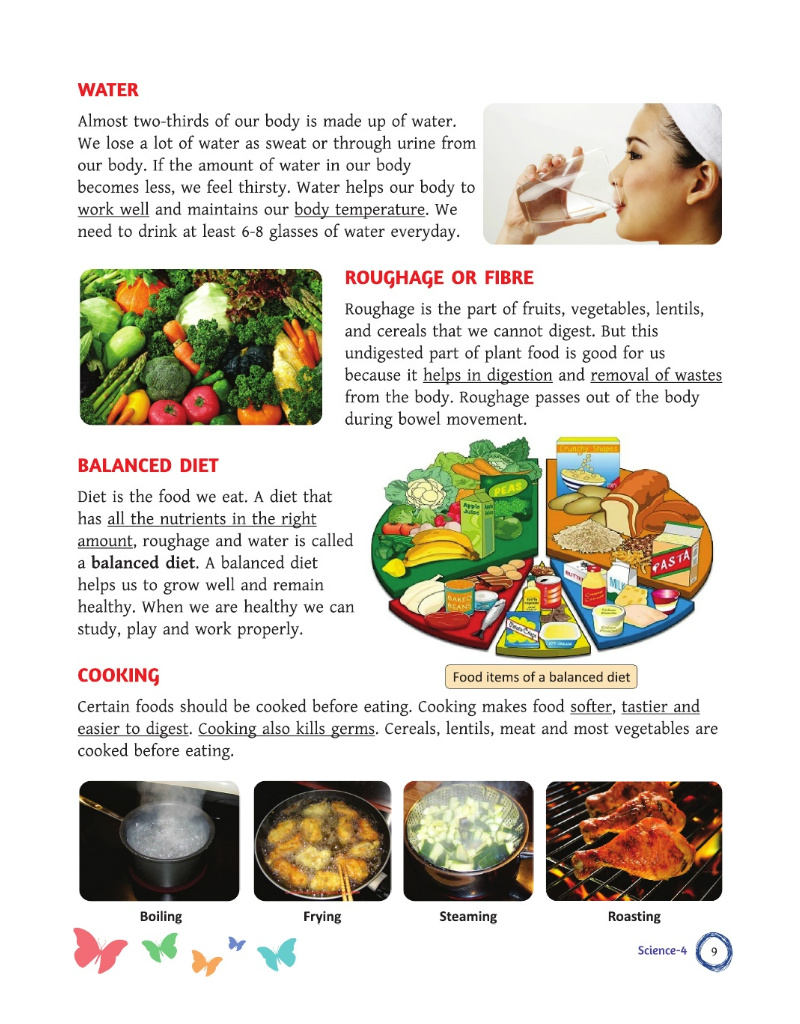 WATER
Almost two-thirds of our body is made up of water.
We lose a lot of water as sweat or through urine from
our body. If the amount of water in our body
becomes less, we feel thirsty. Water helps our body to
work well and maintains our body temperature. We
need to drink at least 6-8 glasses of water everyday.
ROUGHAGE OR FIBRE
Roughage is the part of fruits, vegetables, lentils,
and cereals that we cannot digest. But this
undigested part of plant food is good for us
because it helps in digestion and removal of wastes
from the body. Roughage passes out of the body
during bowel movement.
BALANCED DIET
Diet is the food we eat. A diet that
has all the nutrients in the right
amount, roughage and water is called
a balanced diet. A balanced diet
helps us to grow well and remain
healthy. When we are healthy we can
study, play and work properly.
Crunchy Shapes
PEAS
Apple
Juice
PASTA
MILK
BAKED
BEANS
Food items of a balanced diet
COOKING
Certain foods should be cooked before eating. Cooking makes food softer, tastier and
easier to digest. Cooking also kills germs. Cereals, lentils, meat and most vegetables are
cooked before eating.
Boiling
Frying
Steaming
Roasting
Science-4
9